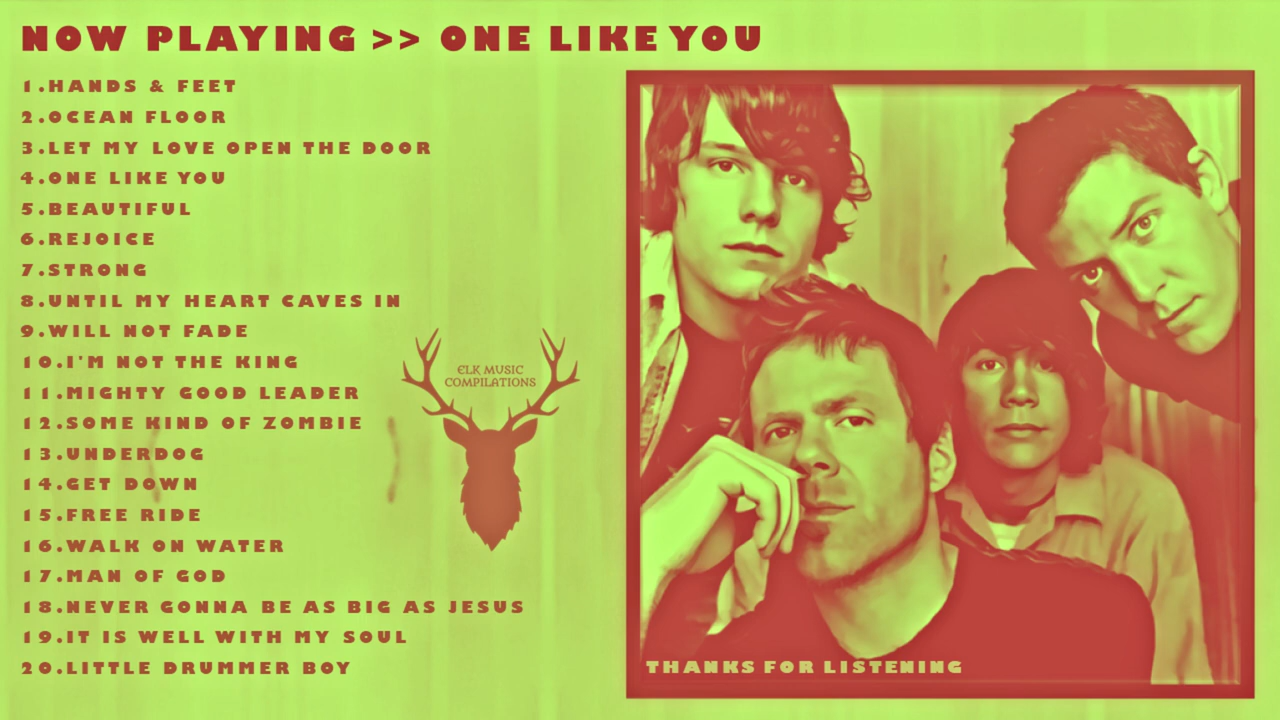 NOW PLAYING >> ONE LIKE YOU
1.HANDS & FEET
2.OCEAN FLOOR
3.LET MY LOVE OPEN THE DOOR
4.ONE LIKE YOU
5.BEAUTIFUL
6.REJOICE
7.STRONG
8.UNTIL MY HEART CAVES IN
9.WILL NOT FADE
10.I'M NOT THE KING
11.MIGHTY GOOD LEADER
12.SOME KIND OF ZOMBIE
13.UNDERDOG
14.GET DOWN
15.FREE RIDE
16.WALK ON WATER
17.MAN OF GOD
18.NEVER GONNA BE AS BIG AS JESUS
19.IT IS WELL WITH MY SOUL
20.LITTLE DRUMMER BOY
ELK MUSIC
COMPILATIONS
THANKS FOR LISTENING